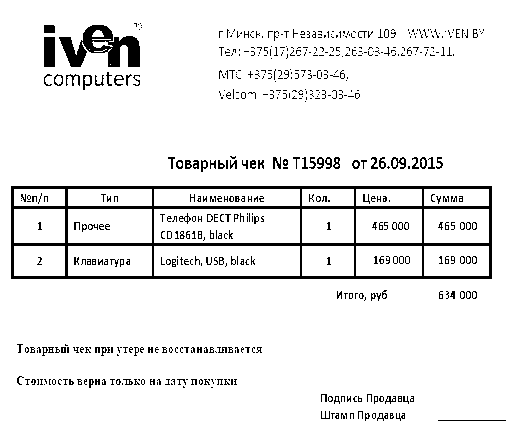 iven
computers
г.Минск, пр-т Независимости 109 WWW.IVEN.BY
Тел: +375(17)267-22-25,263-03-46,267-72-11,
МТС +375(29)578-03-46,
Velcom +375(29)323-03-46
Товарный чек № Т15998 от 26.09.2015
№п/п Тип Наименование Кол. Цена. Сумма
1 Прочее Телефон DECT Philips 1 465 000 465 000
CD1861B, black
2 Клавиатура Logitech, USB, black 1 169 000 169 000
Итого, руб 634 000
Товарный чек при утере не восстанавливается
Стоимость верна только на дату покупки
Подпись Продавца
Штамп Продавца